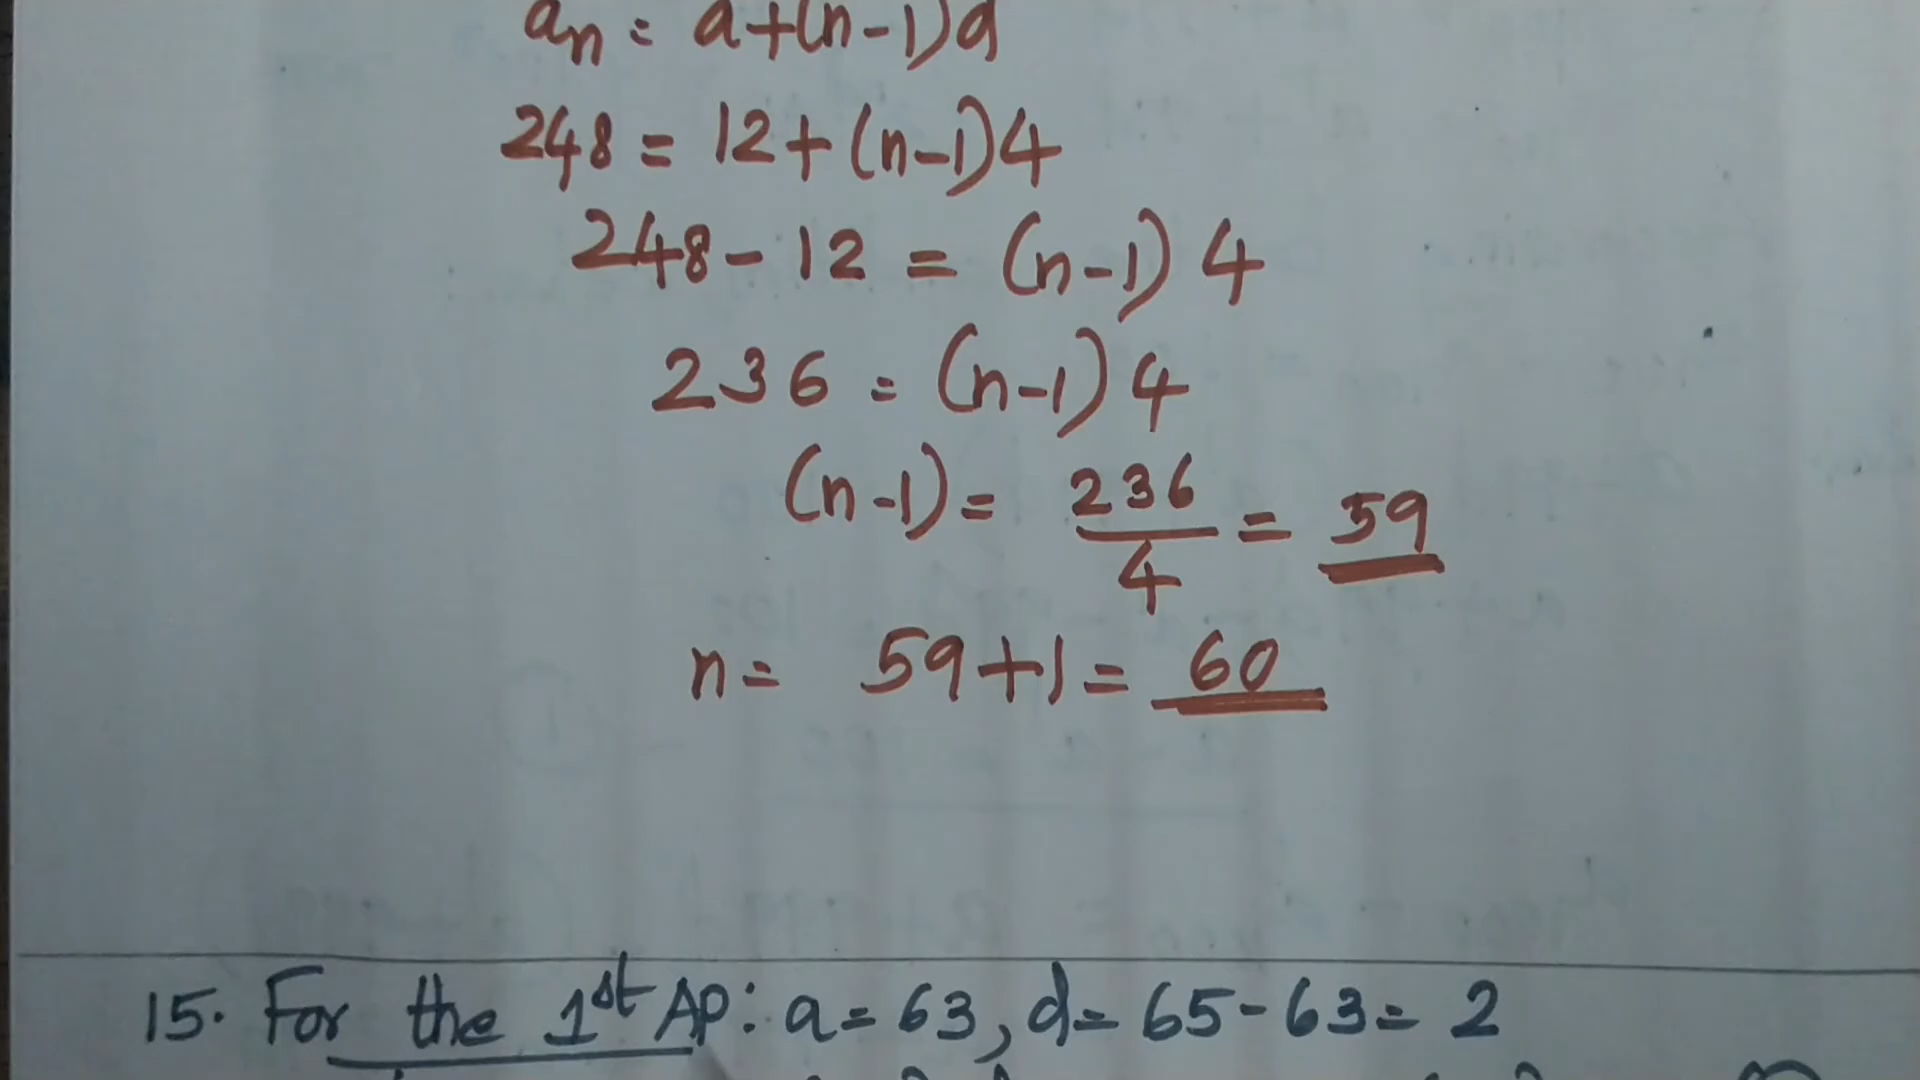 an = a+(n-1)d
248 = 12+(n-1)4
248-12 = (n-1)4
236 = (n-1)4
(n-1) = 236/4 = 59
n = 59+1 = 60
15. For the 1st AP: a=63, d= 65-63= 2